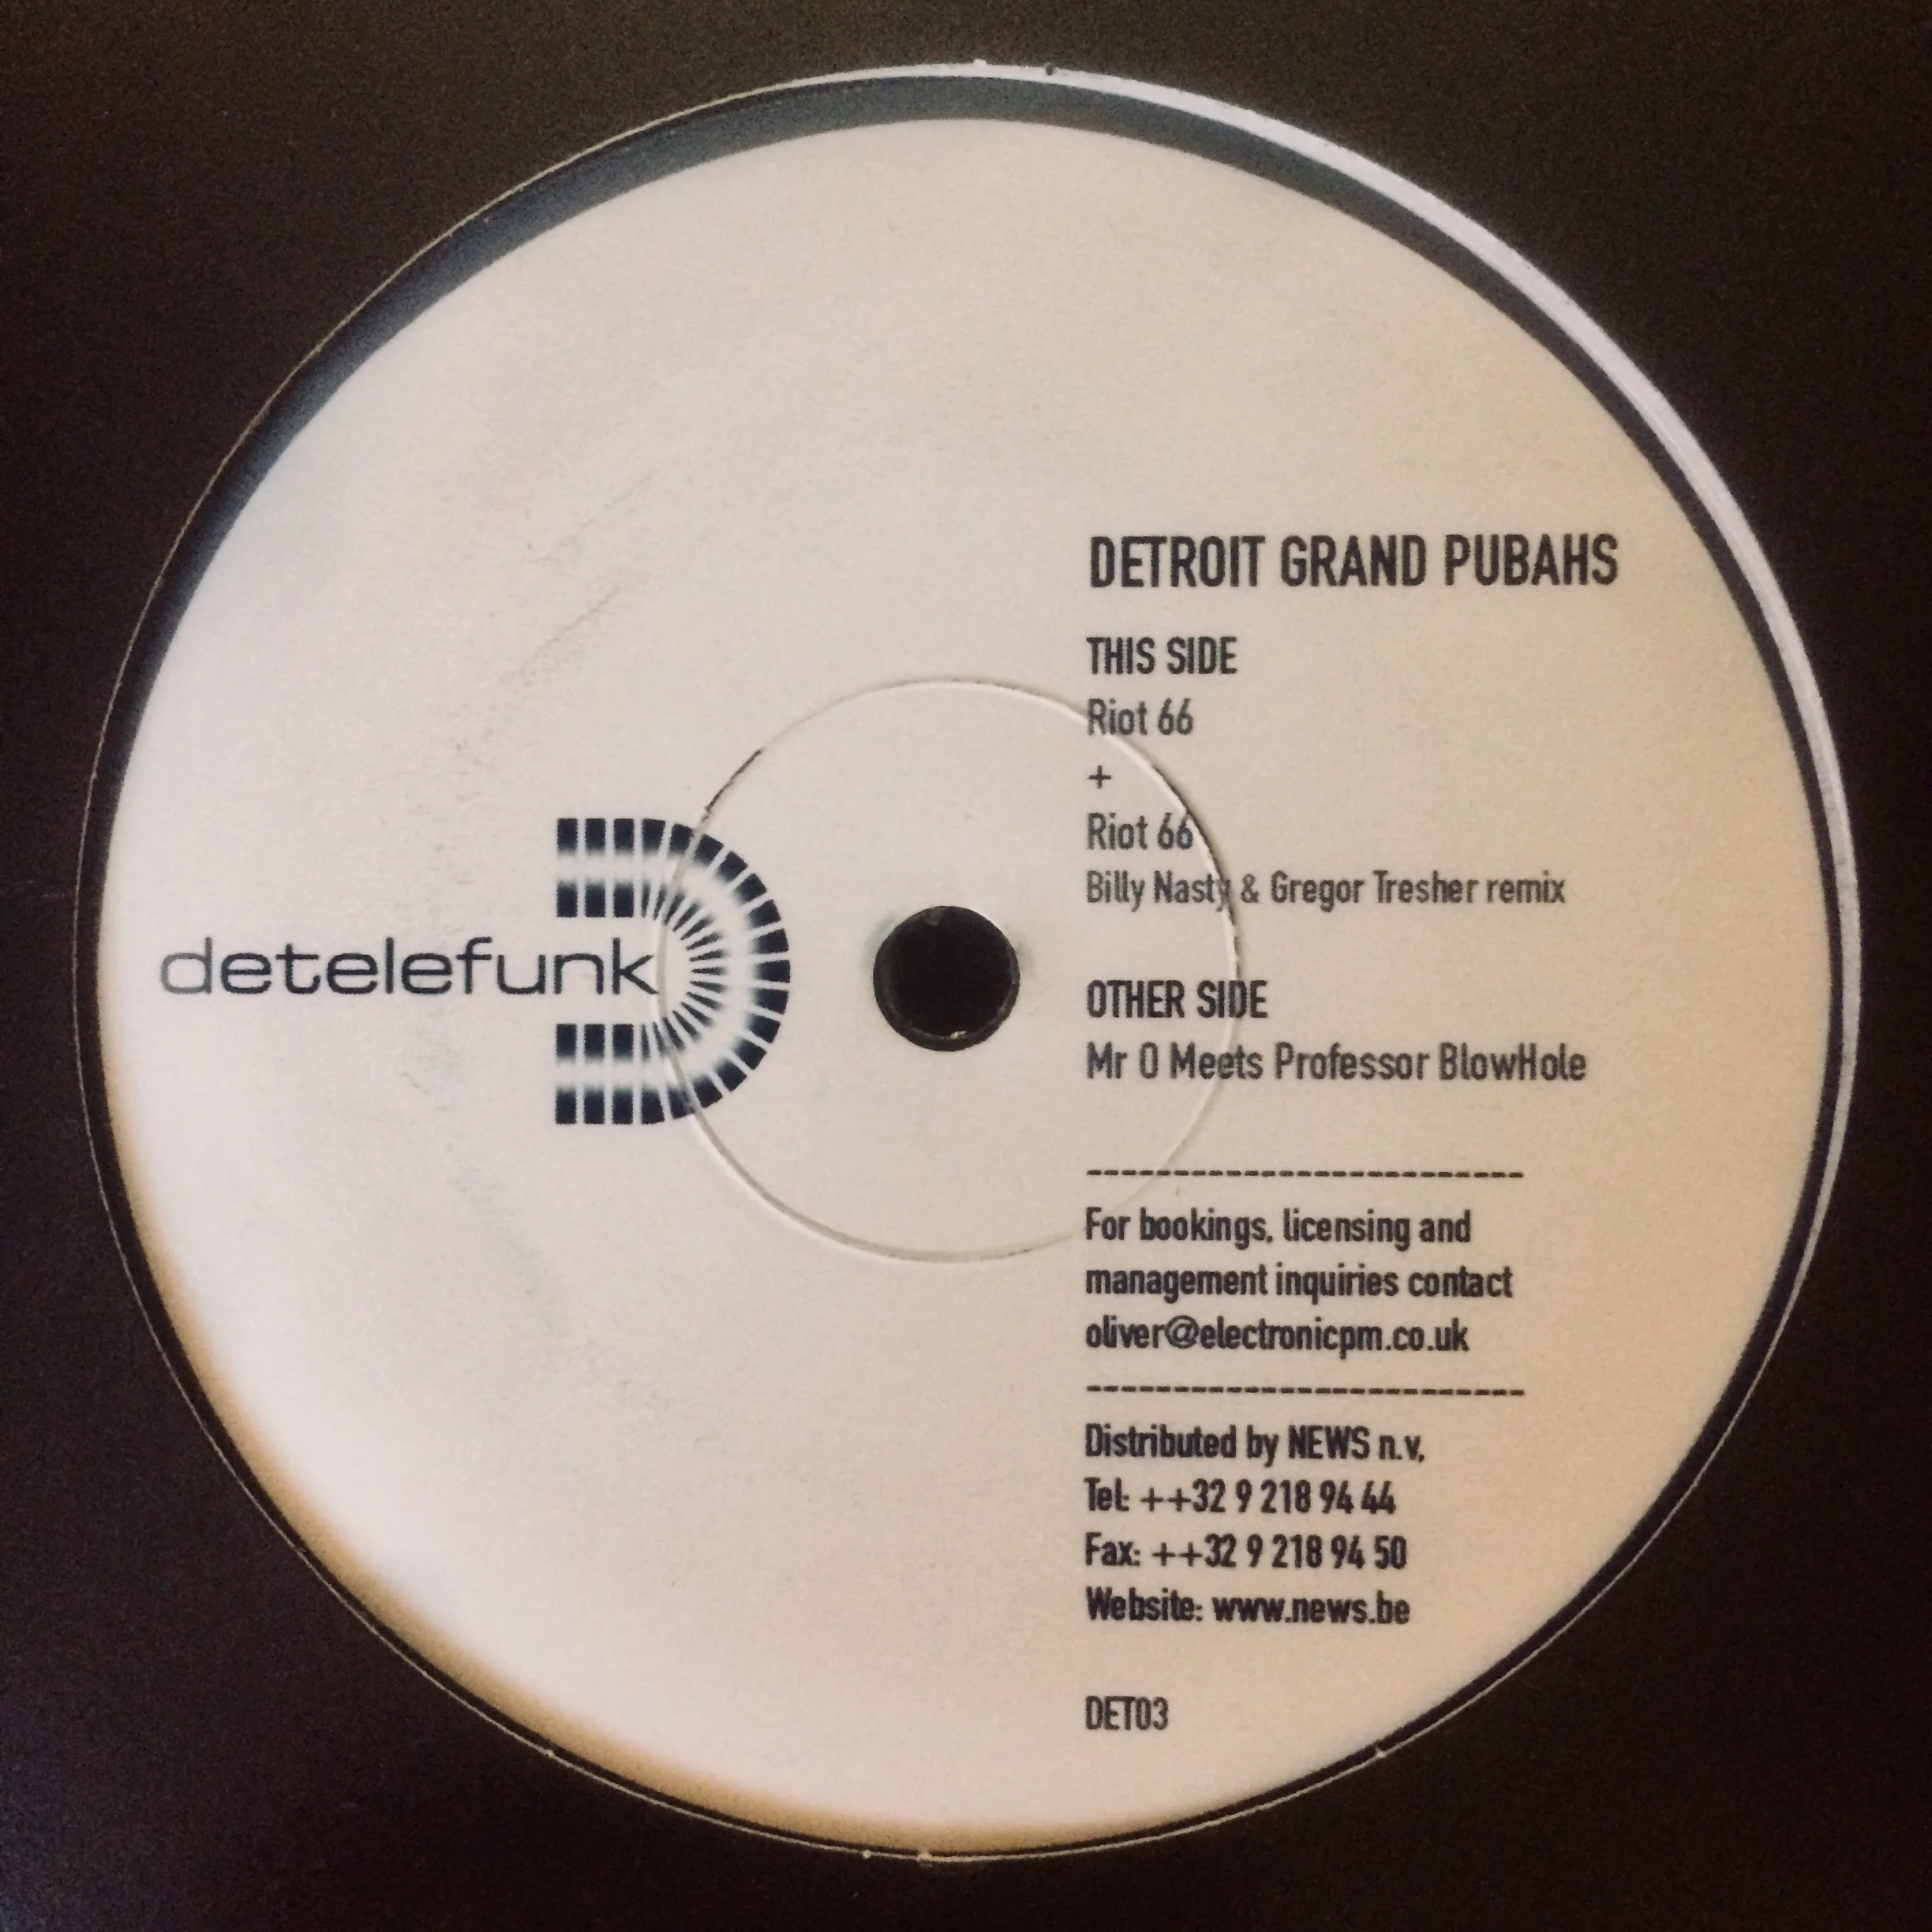 DETROIT GRAND PUBAHS
THIS SIDE
Riot 66
+
Riot 66
Billy Nasty & Gregor Tresher remix
detelefunk
OTHER SIDE
Mr O Meets Professor BlowHole
-------------------------
For bookings, licensing and
management inquiries contact
oliver@electronicpm.co.uk
-------------------------
Distributed by NEWS n.v,
Tel: ++32 9 218 94 44
Fax: ++32 9 218 94 50
Website: www.news.be
DET03